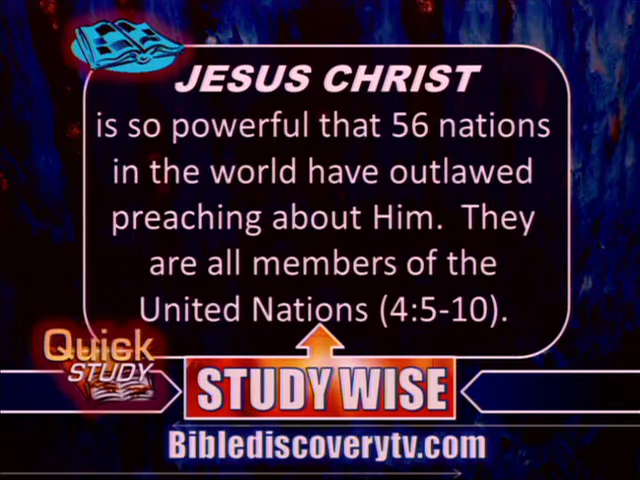 JESUS CHRIST
is so powerful that 56 nations
in the world have outlawed
preaching about Him. They
are all members of the
United Nations (4:5-10).
Quick
STUDY
STUDY WISE
Biblediscoverytv.com